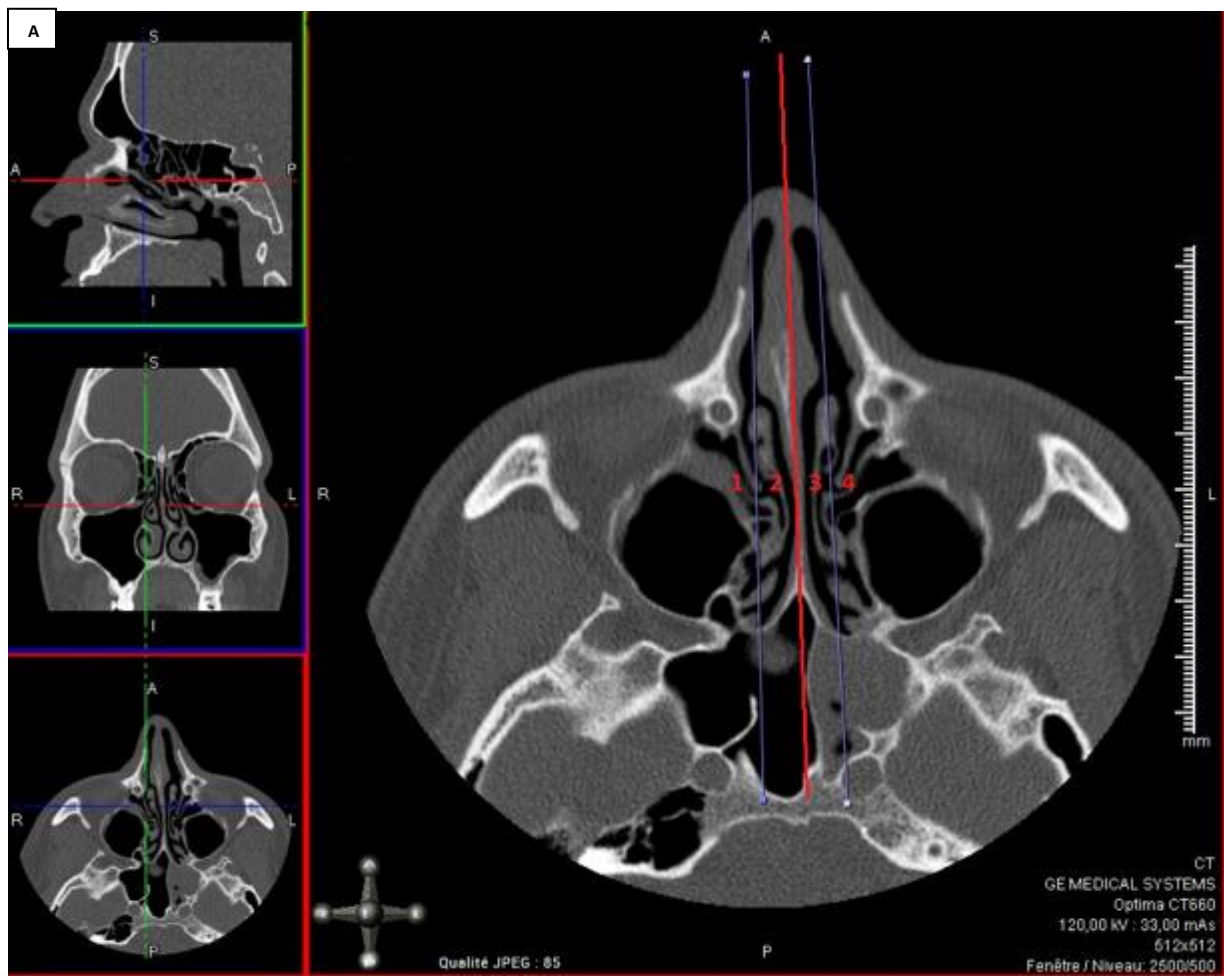 A
S
A
P
I
S
R
L
I
A
R
L
P
A
R
L
1 2 3 4
mm
P
CT
GE MEDICAL SYSTEMS
Optima CT660
120,00 kV : 33,00 mAs
512x512
Qualité JPEG : 85
Fenêtre / Niveau: 2500/500